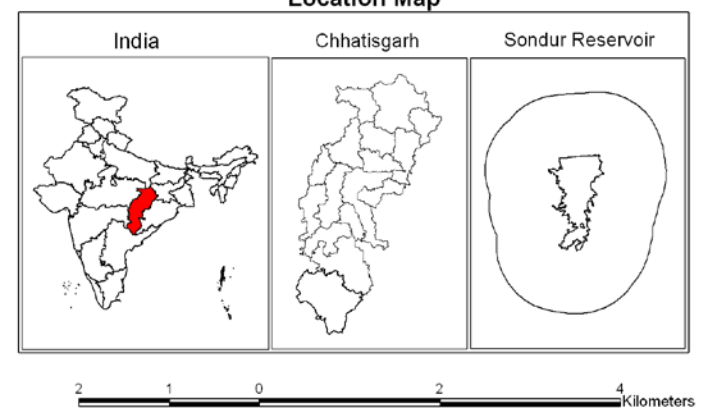 Location Map
India
Chhatisgarh
Sondur Reservoir
2 1 0 2 4 Kilometers